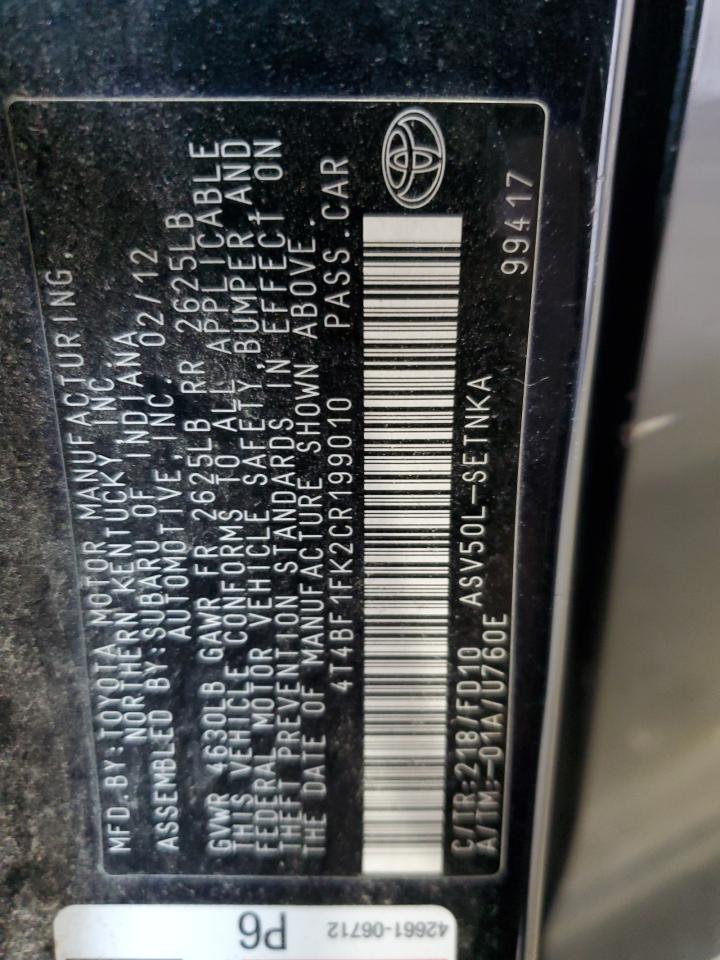 MFD. BY:TOYOTA MOTOR MANUFACTURING,
NORTHERN KENTUCKY INC.
ASSEMBLED BY:SUBARU OF INDIANA
AUTOMOTIVE,INC. 02/12
GVWR 4630LB GAWR FR 2625LB RR 2625LB
THIS VEHICLE CONFORMS TO ALL APPLICABLE
FEDERAL MOTOR VEHICLE SAFETY,BUMPER,AND
THEFT PREVENTION STANDARDS IN EFFECT ON
THE DATE OF MANUFACTURE SHOWN ABOVE.
4T4BF1FK2CR199010 PASS.CAR
C/TR:218/FD10 ASV50L-SETNKA
A/TM:-01A/U760E 99417
P6
42661-06712